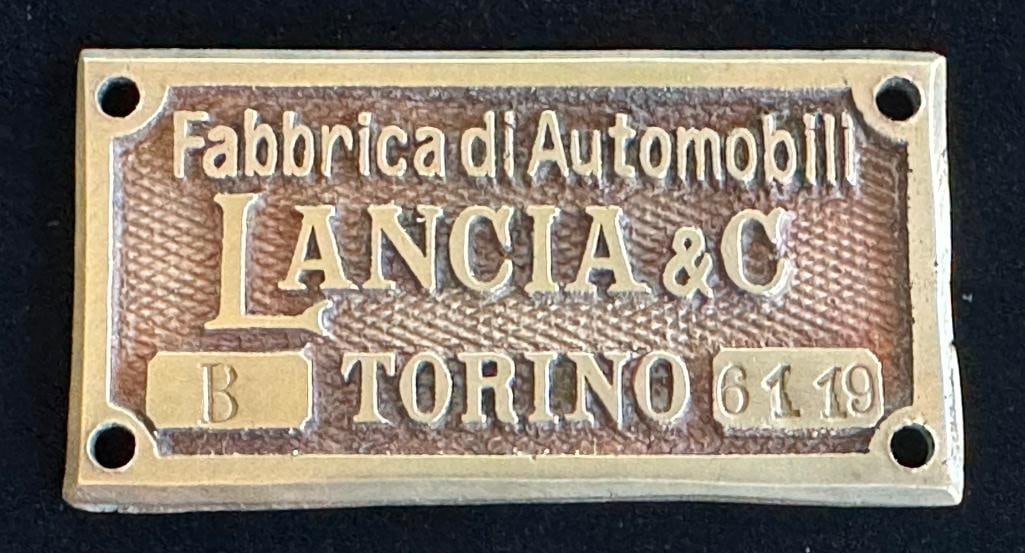 Fabbrica di Automobili
LANCIA & C
B TORINO 6119